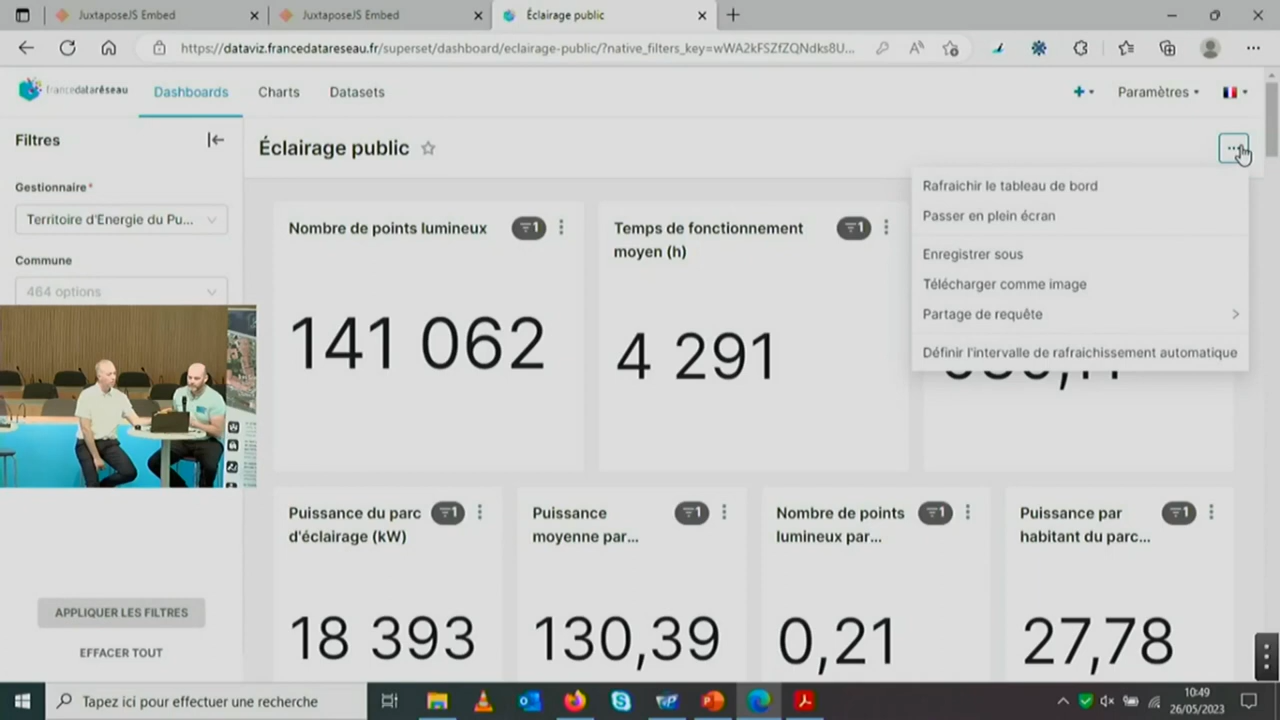 JuxtaposeJS Embed
JuxtaposeJS Embed
Éclairage public
https://dataviz.francedatareseau.fr/superset/dashboard/eclairage-public/?native_filters_key=wWA2kFSZfZQNdks8U...
francedataréseau
Dashboards
Charts
Datasets
Paramètres
Filtres
Éclairage public
Gestionnaire*
Territoire d'Energie du Pu...
Commune
464 options
APPLIQUER LES FILTRES
EFFACER TOUT
Rafraichir le tableau de bord
Passer en plein écran
Enregistrer sous
Télécharger comme image
Partage de requête
Définir l'intervalle de rafraichissement automatique
Nombre de points lumineux
1
141 062
Temps de fonctionnement
moyen (h)
1
4 291
Puissance du parc
d'éclairage (kW)
1
18 393
Puissance
moyenne par...
1
130,39
Nombre de points
lumineux par...
1
0,21
Puissance par
habitant du parc...
1
27,78
Tapez ici pour effectuer une recherche
10:49
26/05/2023